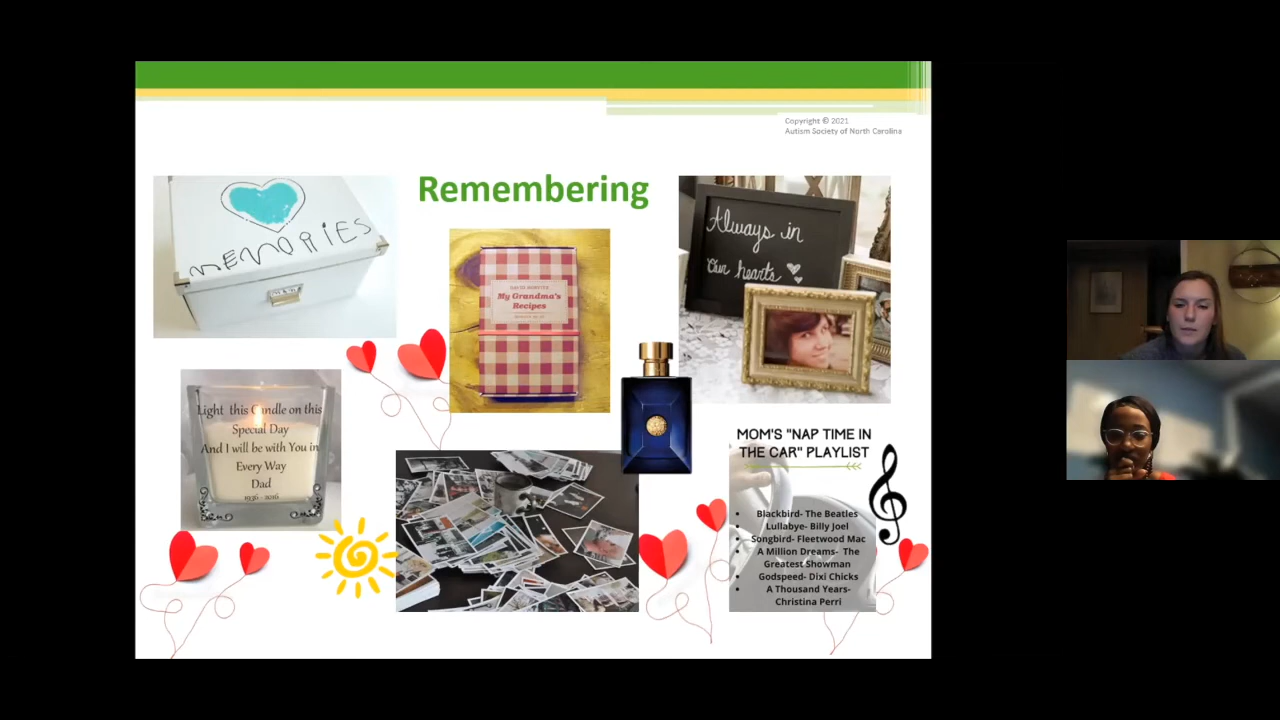 Copyright © 2021
Autism Society of North Carolina
Remembering
MEMORIES
My Grandma's
Recipes
Always in
our hearts
Light this Candle on this
Special Day
And I will be with You in
Every Way
Dad
1936 - 2016
MOM'S "NAP TIME IN
THE CAR" PLAYLIST
• Blackbird- The Beatles
• Lullabye- Billy Joel
• Songbird- Fleetwood Mac
• A Million Dreams- The
Greatest Showman
• Godspeed- Dixi Chicks
• A Thousand Years-
Christina Perri